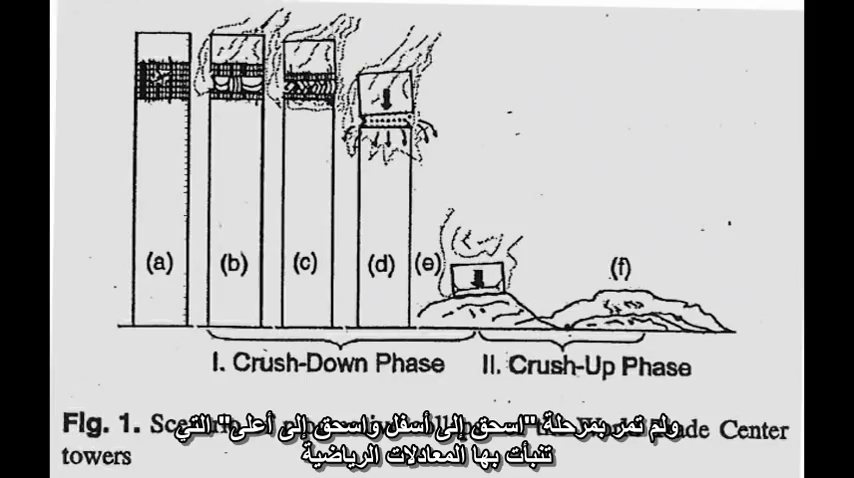 (a) (b) (c) (d) (e) (f)
I. Crush-Down Phase II. Crush-Up Phase
Fig. 1. Center
towers
ولم تمر بمرحلة "اسحق إلى أسفل واسحق إلى أعلى" التي
تنبأت بها المعادلات الرياضية